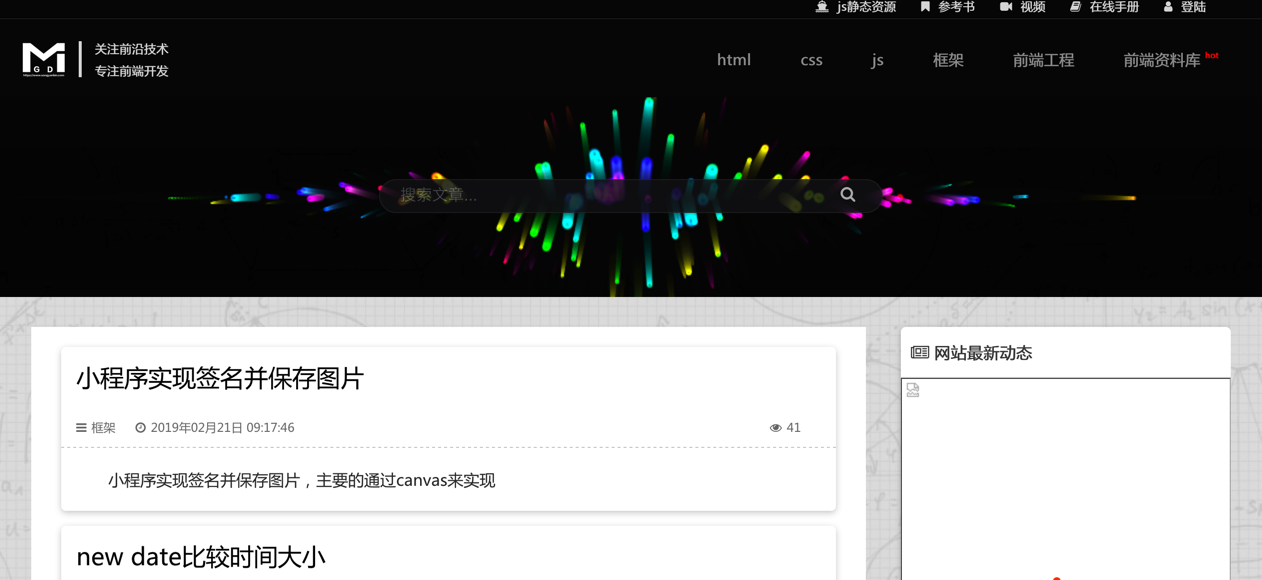 js静态资源 参考书 视频 在线手册 登陆
关注前沿技术
专注前端开发
G D
html css js 框架 前端工程 前端资料库 hot
搜索文章...
小程序实现签名并保存图片
框架 2019年02月21日 09:17:46 41
小程序实现签名并保存图片，主要的通过canvas来实现
new date比较时间大小
网站最新动态